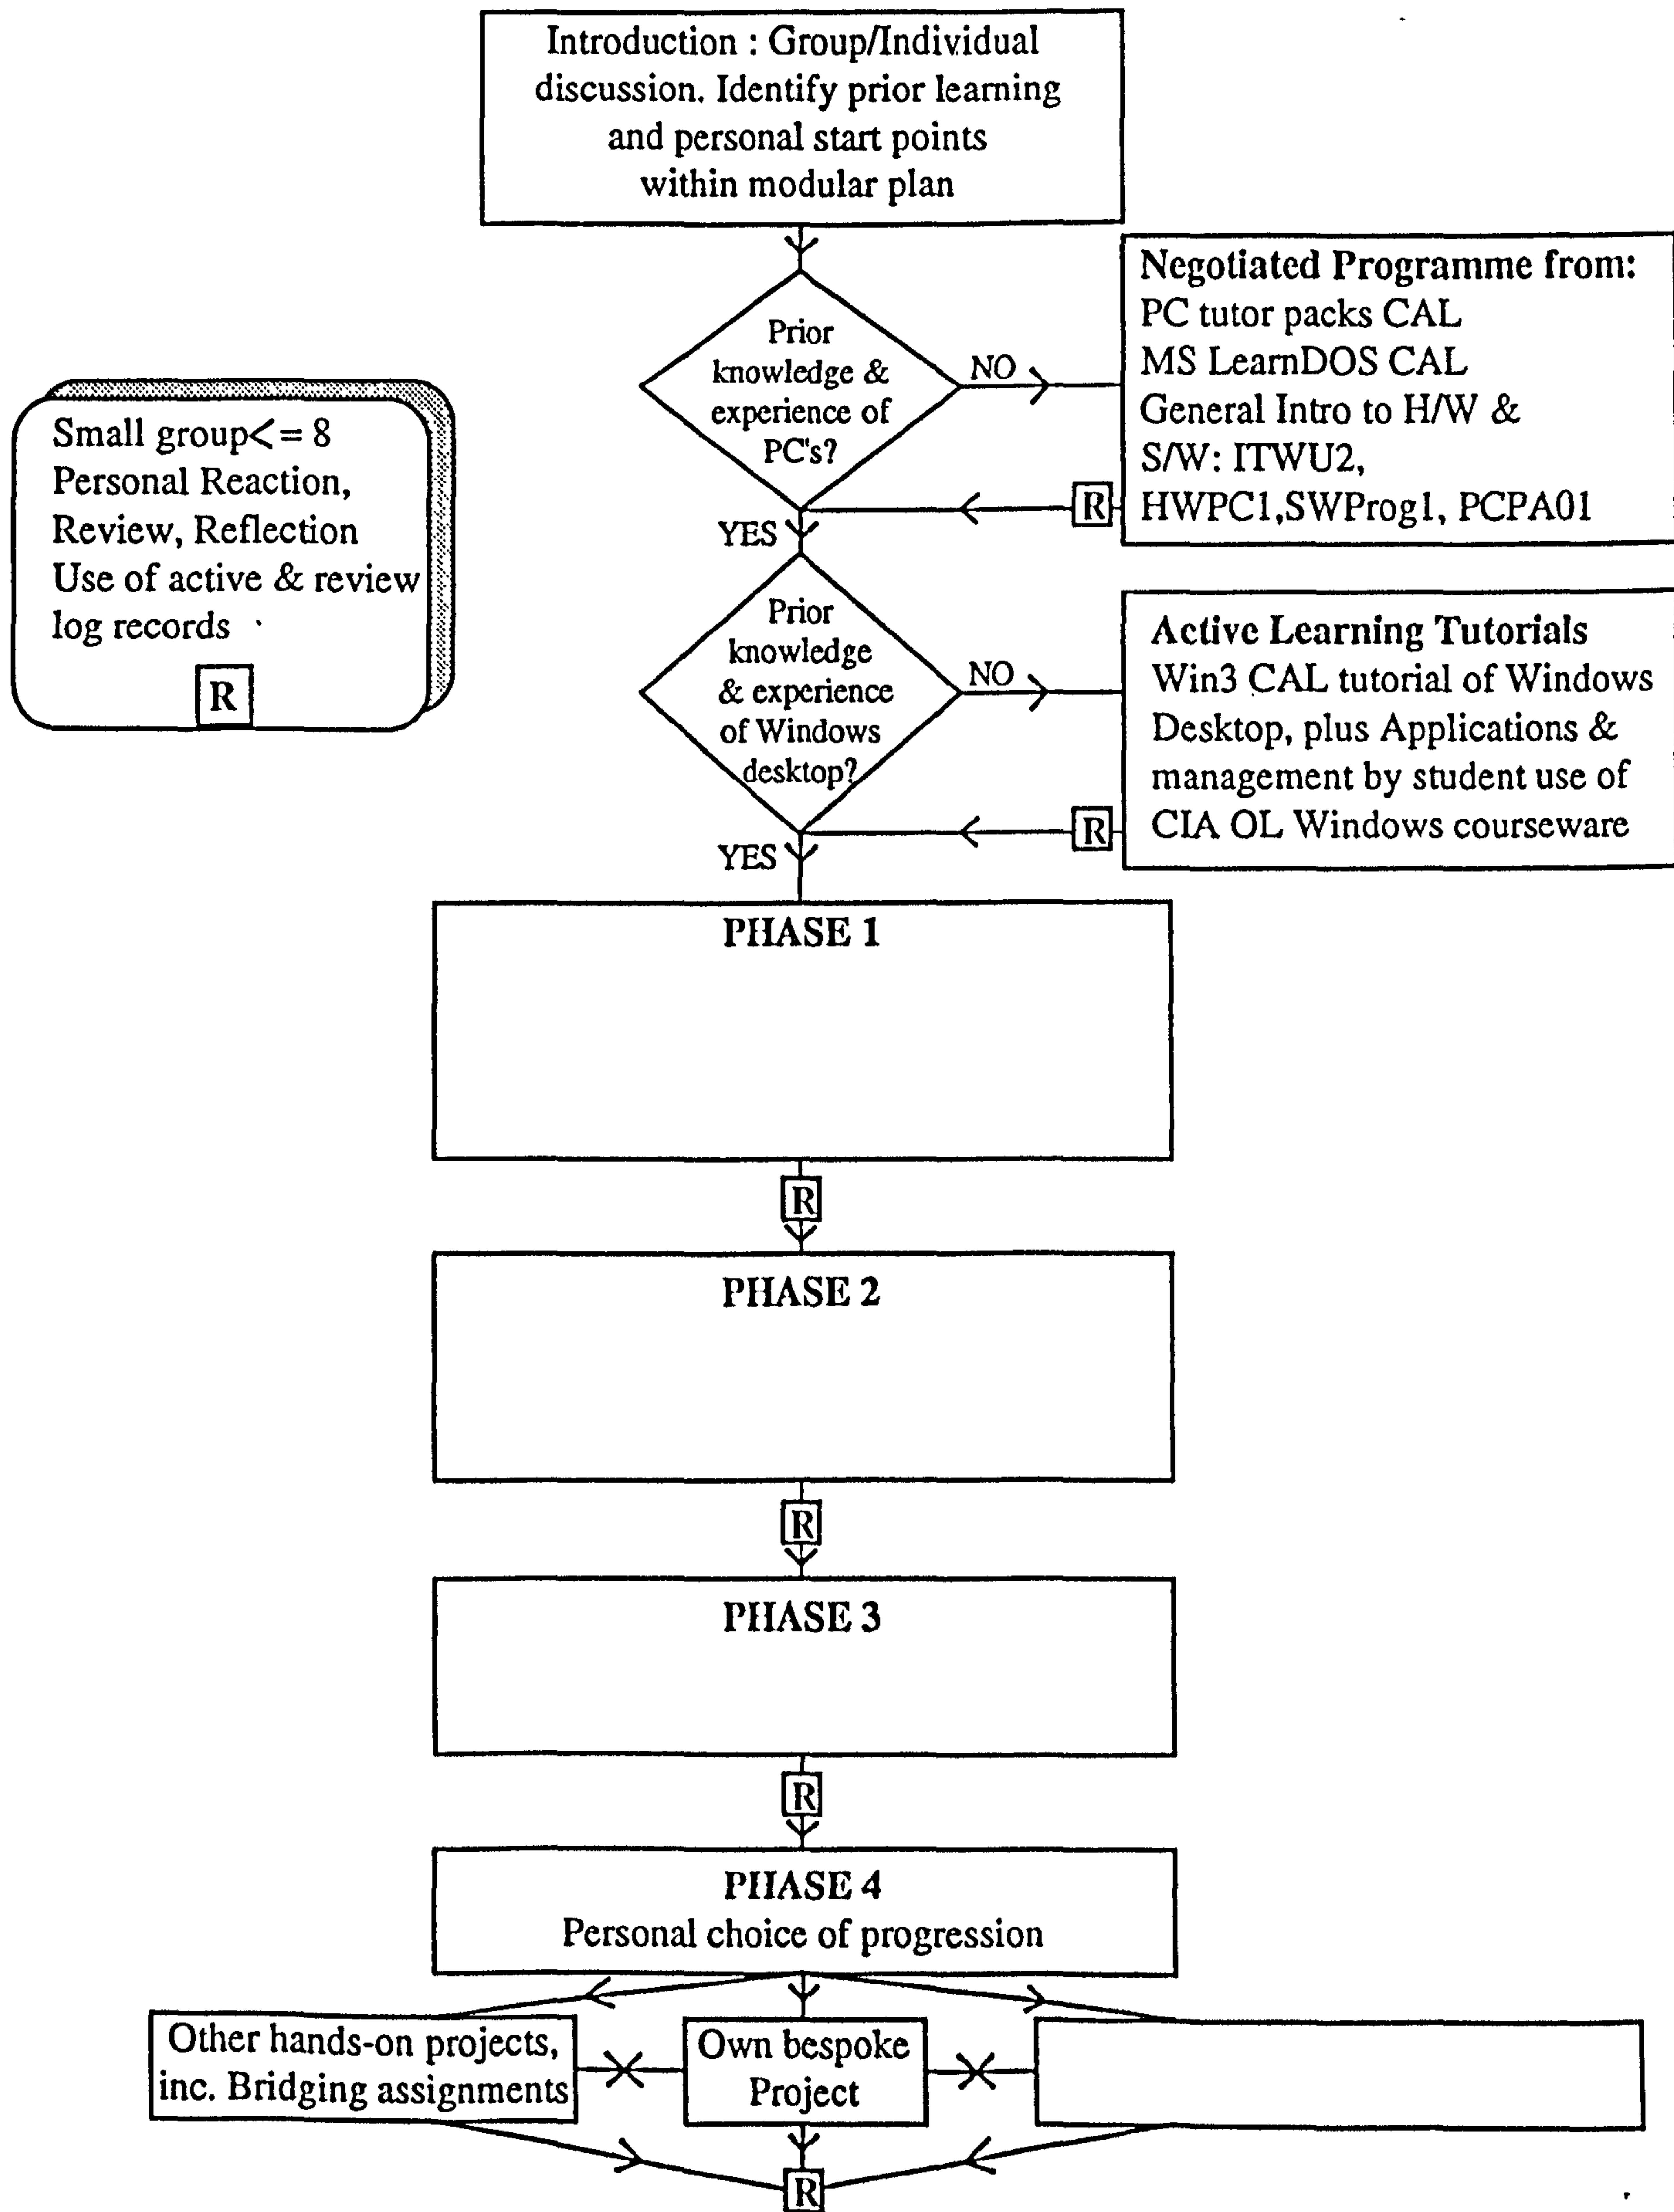 Introduction : Group/Individual
discussion. Identify prior learning
and personal start points
within modular plan
Small group<= 8
Personal Reaction,
Review, Reflection
Use of active & review
log records
R
Prior
knowledge &
experience of
PC's?
NO
YES
Negotiated Programme from:
PC tutor packs CAL
MS LearnDOS CAL
General Intro to H/W &
S/W: ITWU2,
HWPC1,SWProg1, PCPA01
R
Prior
knowledge
& experience
of Windows
desktop?
NO
YES
Active Learning Tutorials
Win3 CAL tutorial of Windows
Desktop, plus Applications &
management by student use of
CIA OL Windows courseware
R
PHASE 1
R
PHASE 2
R
PHASE 3
R
PHASE 4
Personal choice of progression
Other hands-on projects,
inc. Bridging assignments
Own bespoke
Project
R